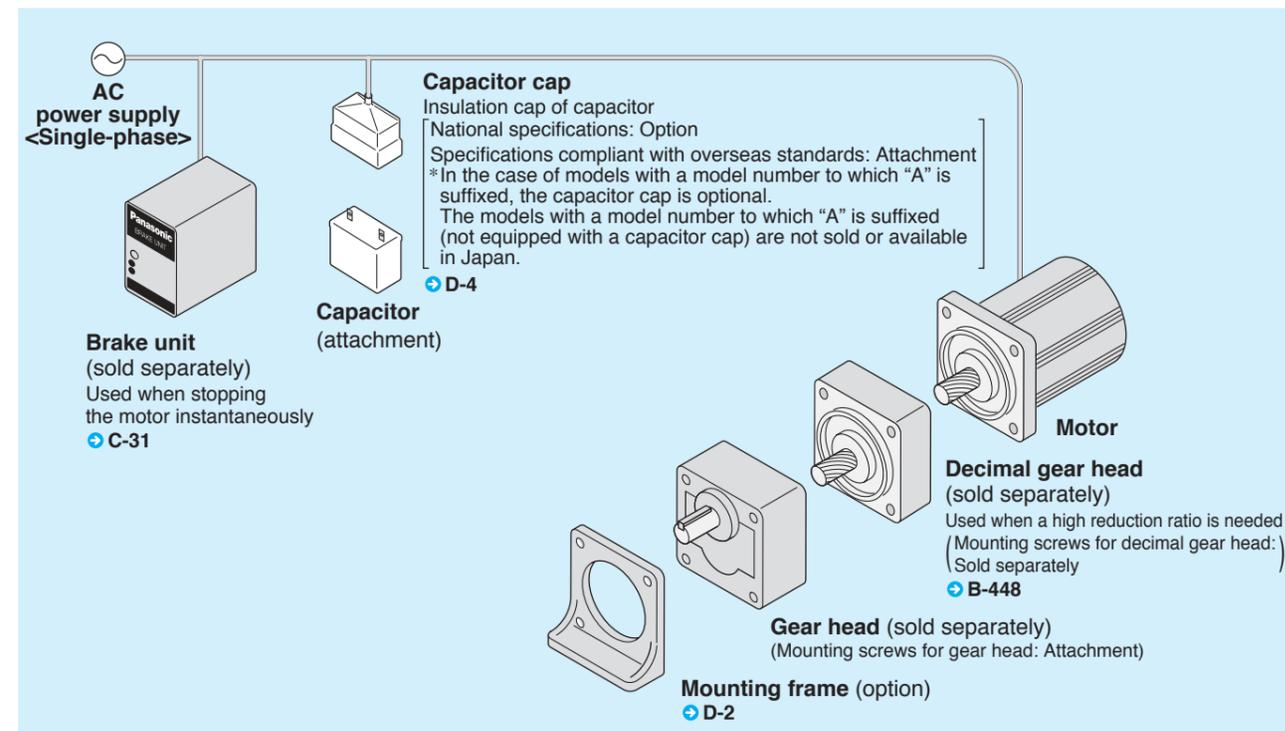 AC
power supply
<Single-phase>
Capacitor cap
Insulation cap of capacitor
National specifications: Option
Specifications compliant with overseas standards: Attachment
*In the case of models with a model number to which “A” is
suffixed, the capacitor cap is optional.
The models with a model number to which “A” is suffixed
(not equipped with a capacitor cap) are not sold or available
in Japan.
D-4
Panasonic
BRAKE UNIT
Capacitor
(attachment)
Brake unit
(sold separately)
Used when stopping
the motor instantaneously
C-31
Motor
Decimal gear head
(sold separately)
Used when a high reduction ratio is needed
(Mounting screws for decimal gear head:
Sold separately)
B-448
Gear head (sold separately)
(Mounting screws for gear head: Attachment)
Mounting frame (option)
D-2